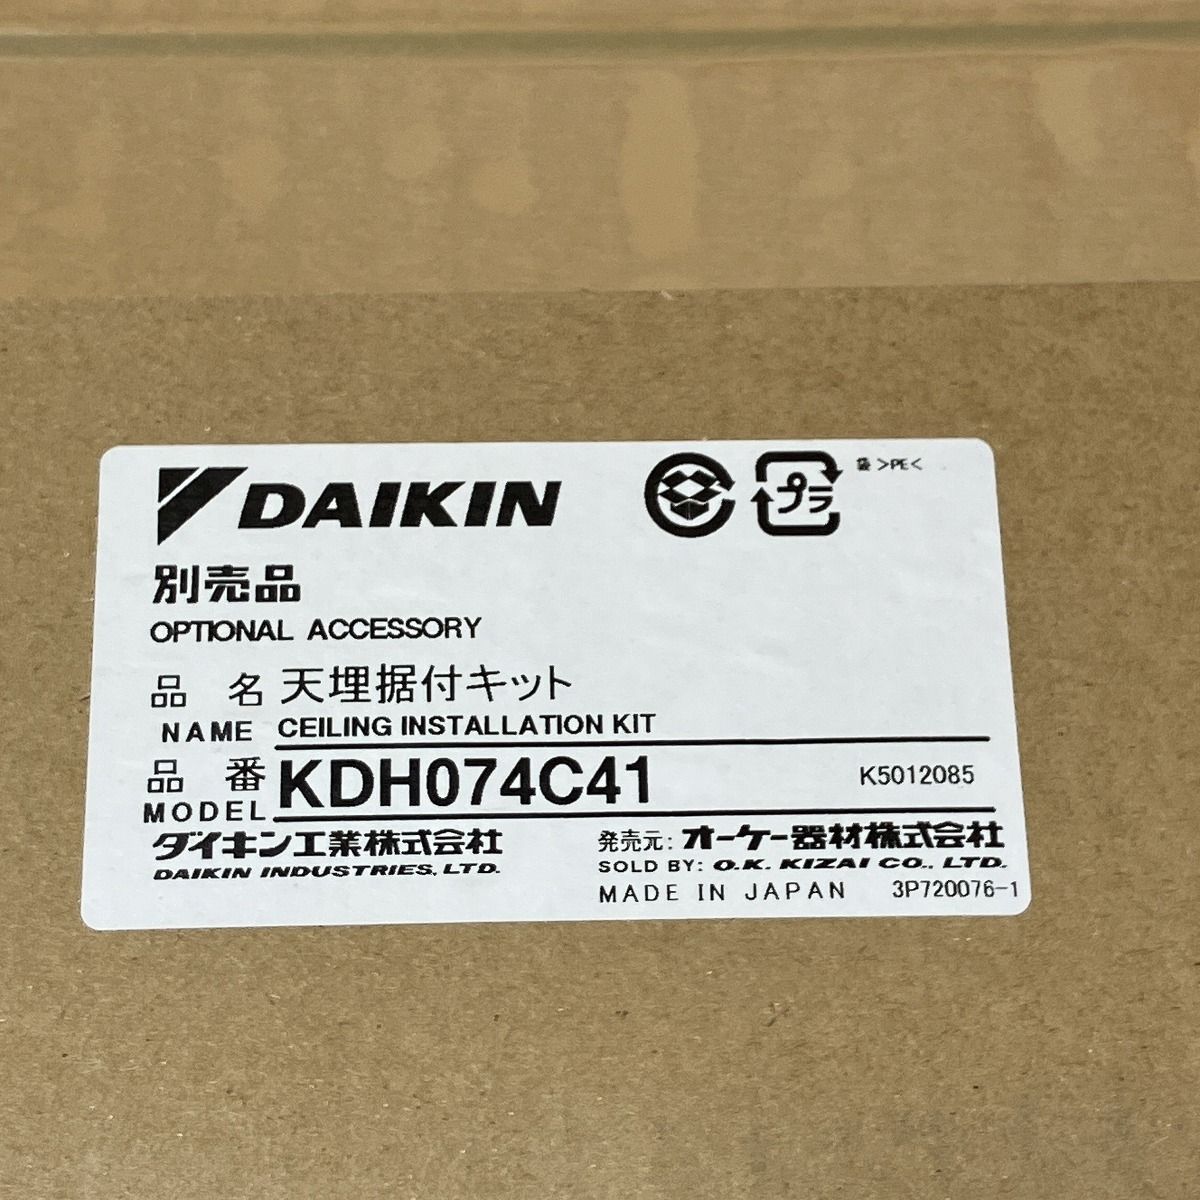 DAIKIN プラ 袋 >PE<
別売品
OPTIONAL ACCESSORY
品 名 天埋据付キット
NAME CEILING INSTALLATION KIT
品 番 KDH074C41 K5012085
MODEL
ダイキン工業株式会社 発売元: オーケー器材株式会社
DAIKIN INDUSTRIES, LTD. SOLD BY: O.K. KIZAI CO., LTD.
MADE IN JAPAN 3P720076-1